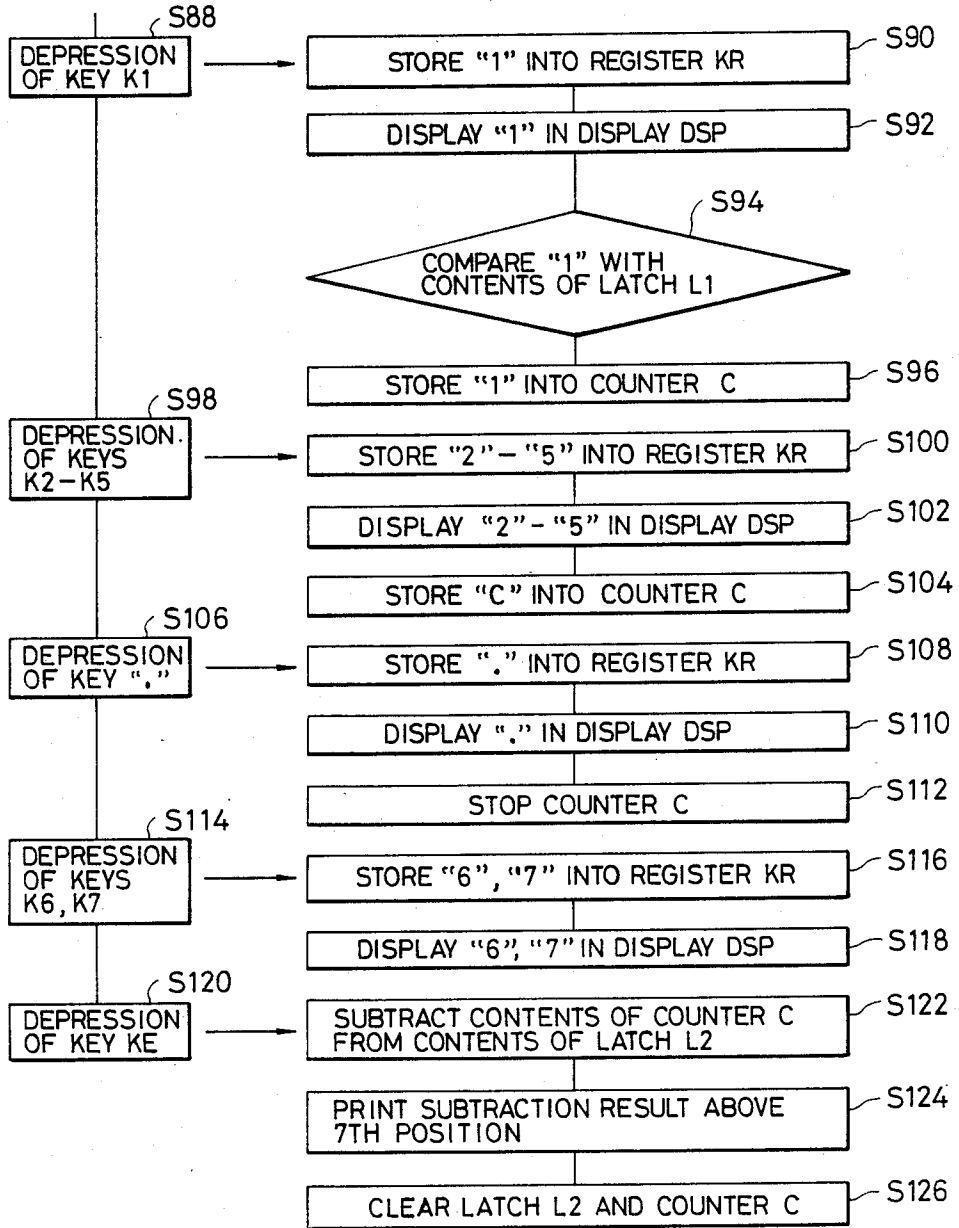 S88
DEPRESSION
OF KEY K1
STORE "1" INTO REGISTER KR
S90
DISPLAY "1" IN DISPLAY DSP
S92
S94
COMPARE "1" WITH
CONTENTS OF LATCH L1
STORE "1" INTO COUNTER C
S96
S98
DEPRESSION
OF KEYS
K2-K5
STORE "2"-"5" INTO REGISTER KR
S100
DISPLAY "2"-"5" IN DISPLAY DSP
S102
STORE "C" INTO COUNTER C
S104
S106
DEPRESSION
OF KEY "."
STORE "." INTO REGISTER KR
S108
DISPLAY "." IN DISPLAY DSP
S110
STOP COUNTER C
S112
S114
DEPRESSION
OF KEYS
K6, K7
STORE "6", "7" INTO REGISTER KR
S116
DISPLAY "6", "7" IN DISPLAY DSP
S118
S120
DEPRESSION
OF KEY KE
SUBTRACT CONTENTS OF COUNTER C
FROM CONTENTS OF LATCH L2
S122
PRINT SUBTRACTION RESULT ABOVE
7TH POSITION
S124
CLEAR LATCH L2 AND COUNTER C
S126